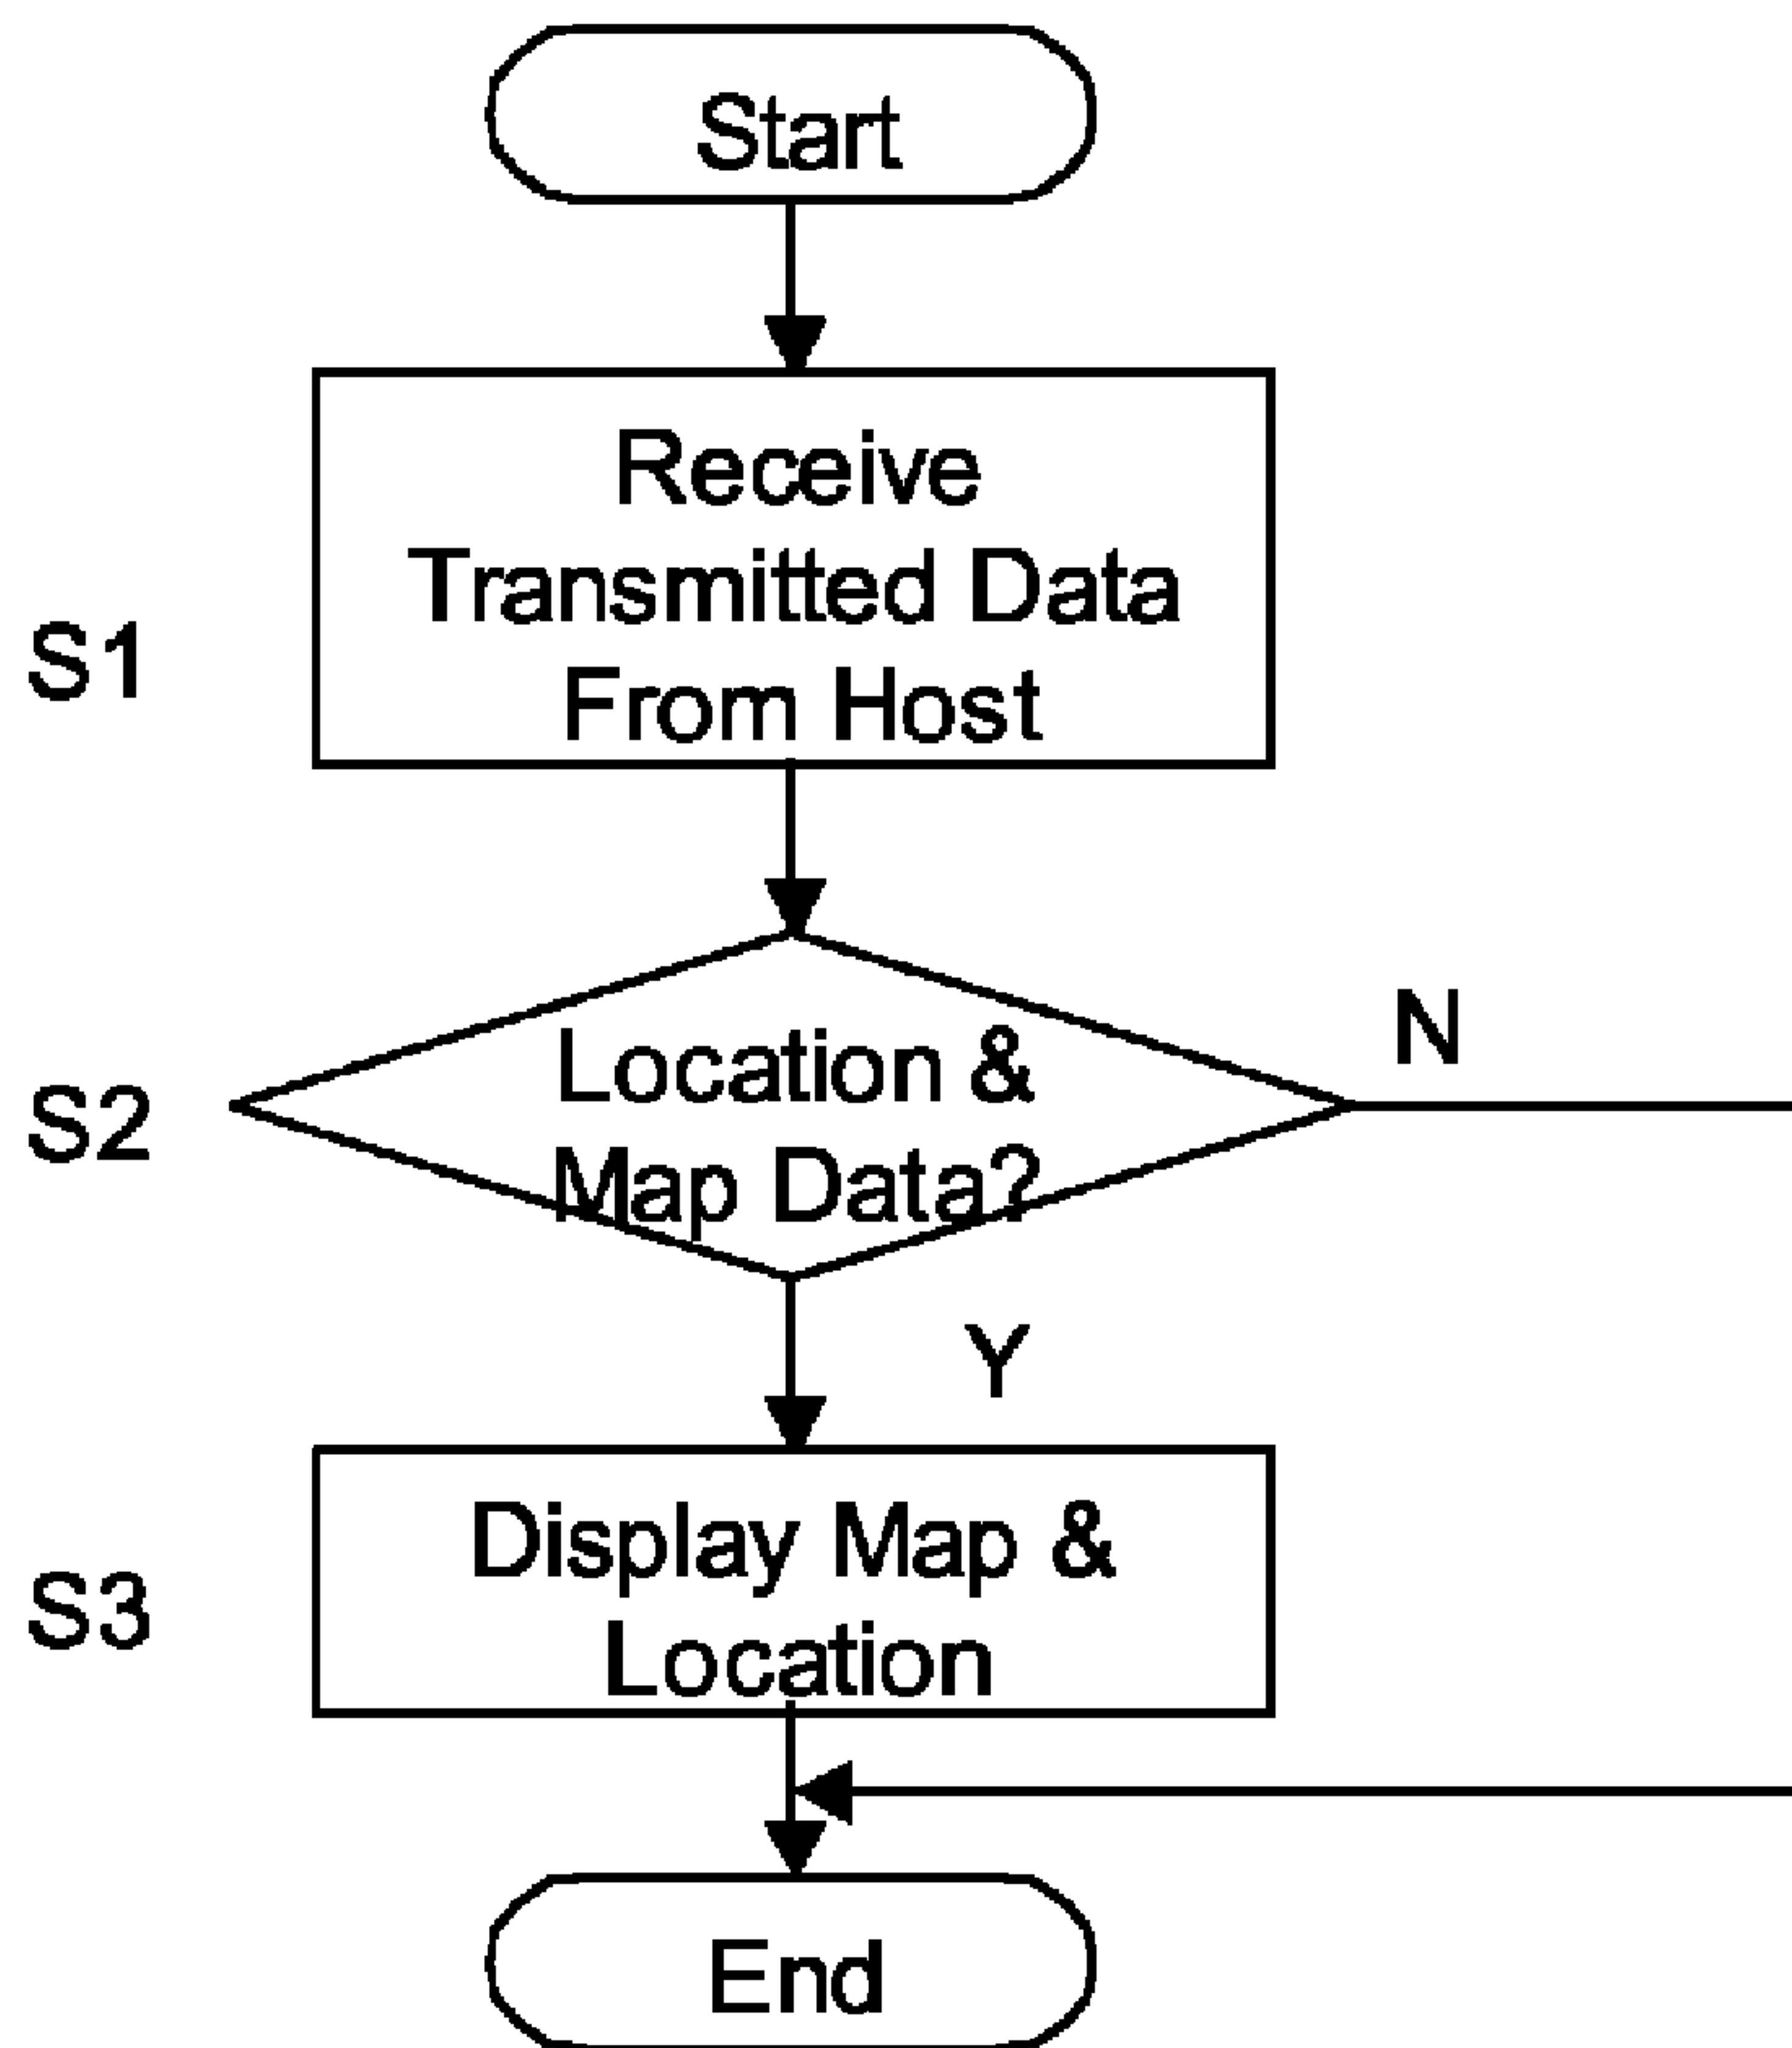 Start
Receive
Transmitted Data
From Host
S1
Location &
Map Data?
N
S2
Y
Display Map &
Location
S3
End